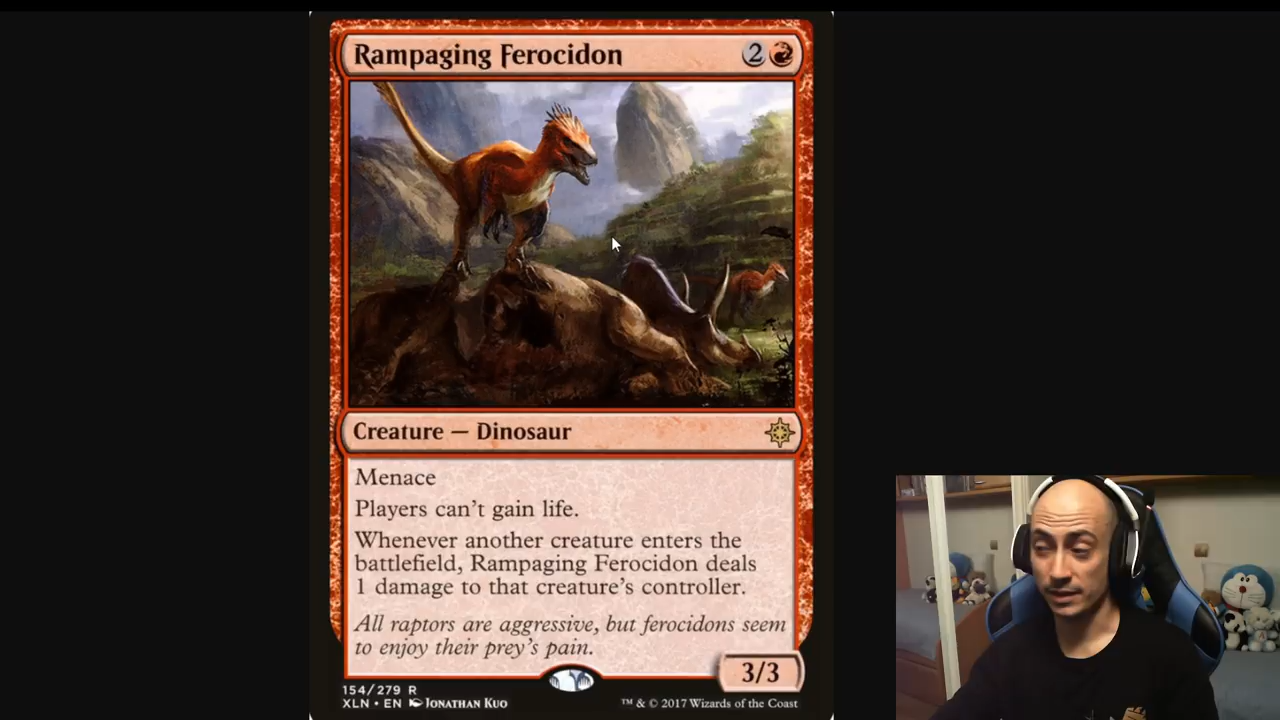 Rampaging Ferocidon 2
Creature — Dinosaur
Menace
Players can't gain life.
Whenever another creature enters the
battlefield, Rampaging Ferocidon deals
1 damage to that creature's controller.
All raptors are aggressive, but ferocidons seem
to enjoy their prey's pain.
3/3
154/279 R
XLN • EN Jonathan Kuo
™ & © 2017 Wizards of the Coast